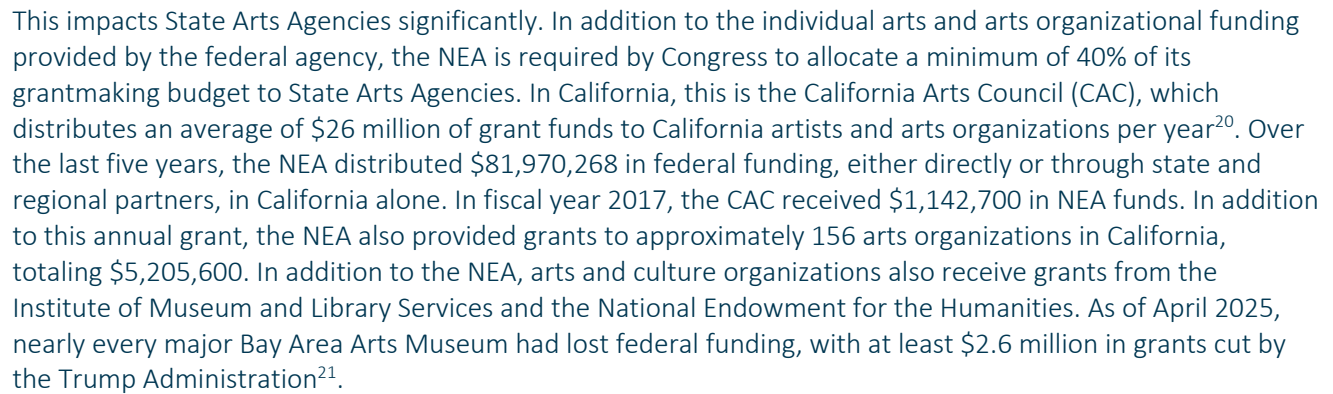 This impacts State Arts Agencies significantly. In addition to the individual arts and arts organizational funding
provided by the federal agency, the NEA is required by Congress to allocate a minimum of 40% of its
grantmaking budget to State Arts Agencies. In California, this is the California Arts Council (CAC), which
distributes an average of $26 million of grant funds to California artists and arts organizations per year²⁰. Over
the last five years, the NEA distributed $81,970,268 in federal funding, either directly or through state and
regional partners, in California alone. In fiscal year 2017, the CAC received $1,142,700 in NEA funds. In addition
to this annual grant, the NEA also provided grants to approximately 156 arts organizations in California,
totaling $5,205,600. In addition to the NEA, arts and culture organizations also receive grants from the
Institute of Museum and Library Services and the National Endowment for the Humanities. As of April 2025,
nearly every major Bay Area Arts Museum had lost federal funding, with at least $2.6 million in grants cut by
the Trump Administration²¹.